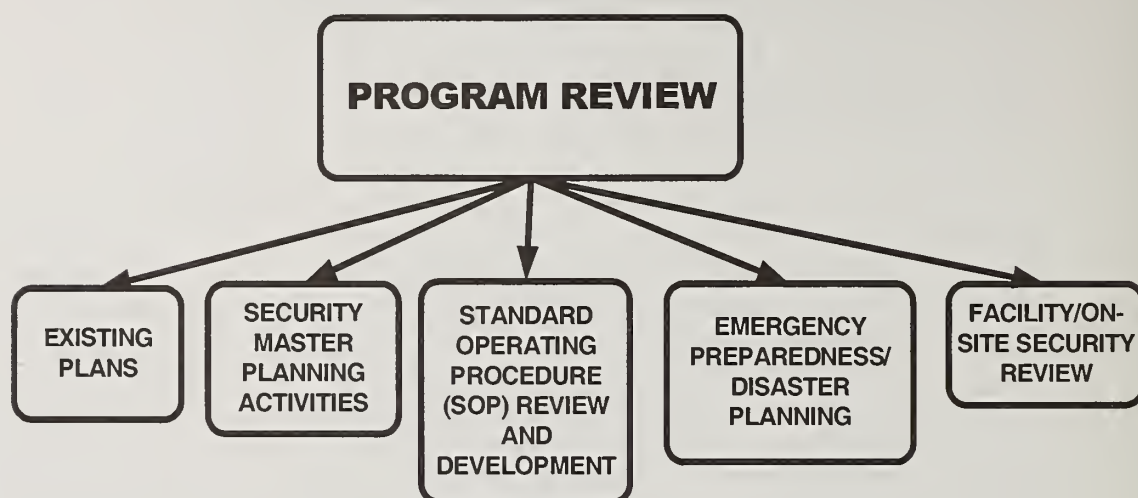 PROGRAM REVIEW
EXISTING
PLANS
SECURITY
MASTER
PLANNING
ACTIVITIES
STANDARD
OPERATING
PROCEDURE
(SOP) REVIEW
AND
DEVELOPMENT
EMERGENCY
PREPAREDNESS/
DISASTER
PLANNING
FACILITY/ON-
SITE SECURITY
REVIEW